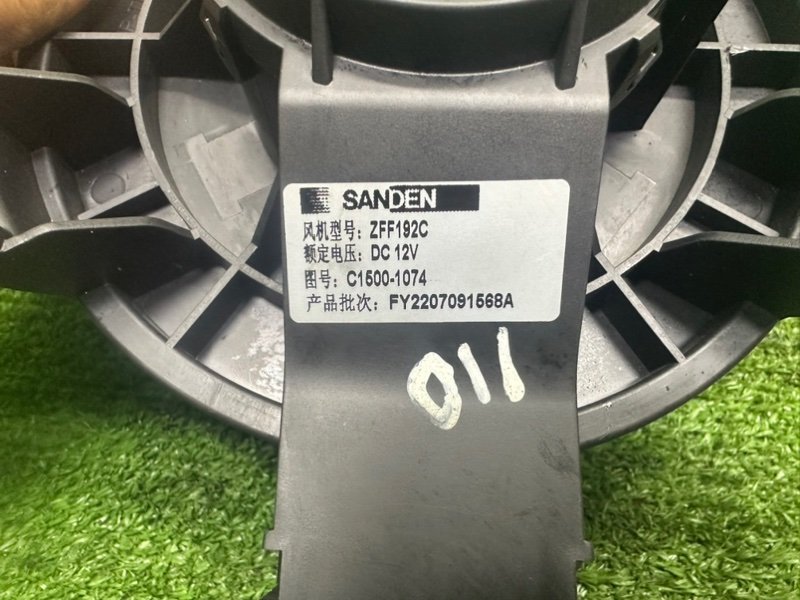 SANDEN
风机型号: ZFF192C
额定电压: DC 12V
图号: C1500-1074
产品批次: FY2207091568A
011